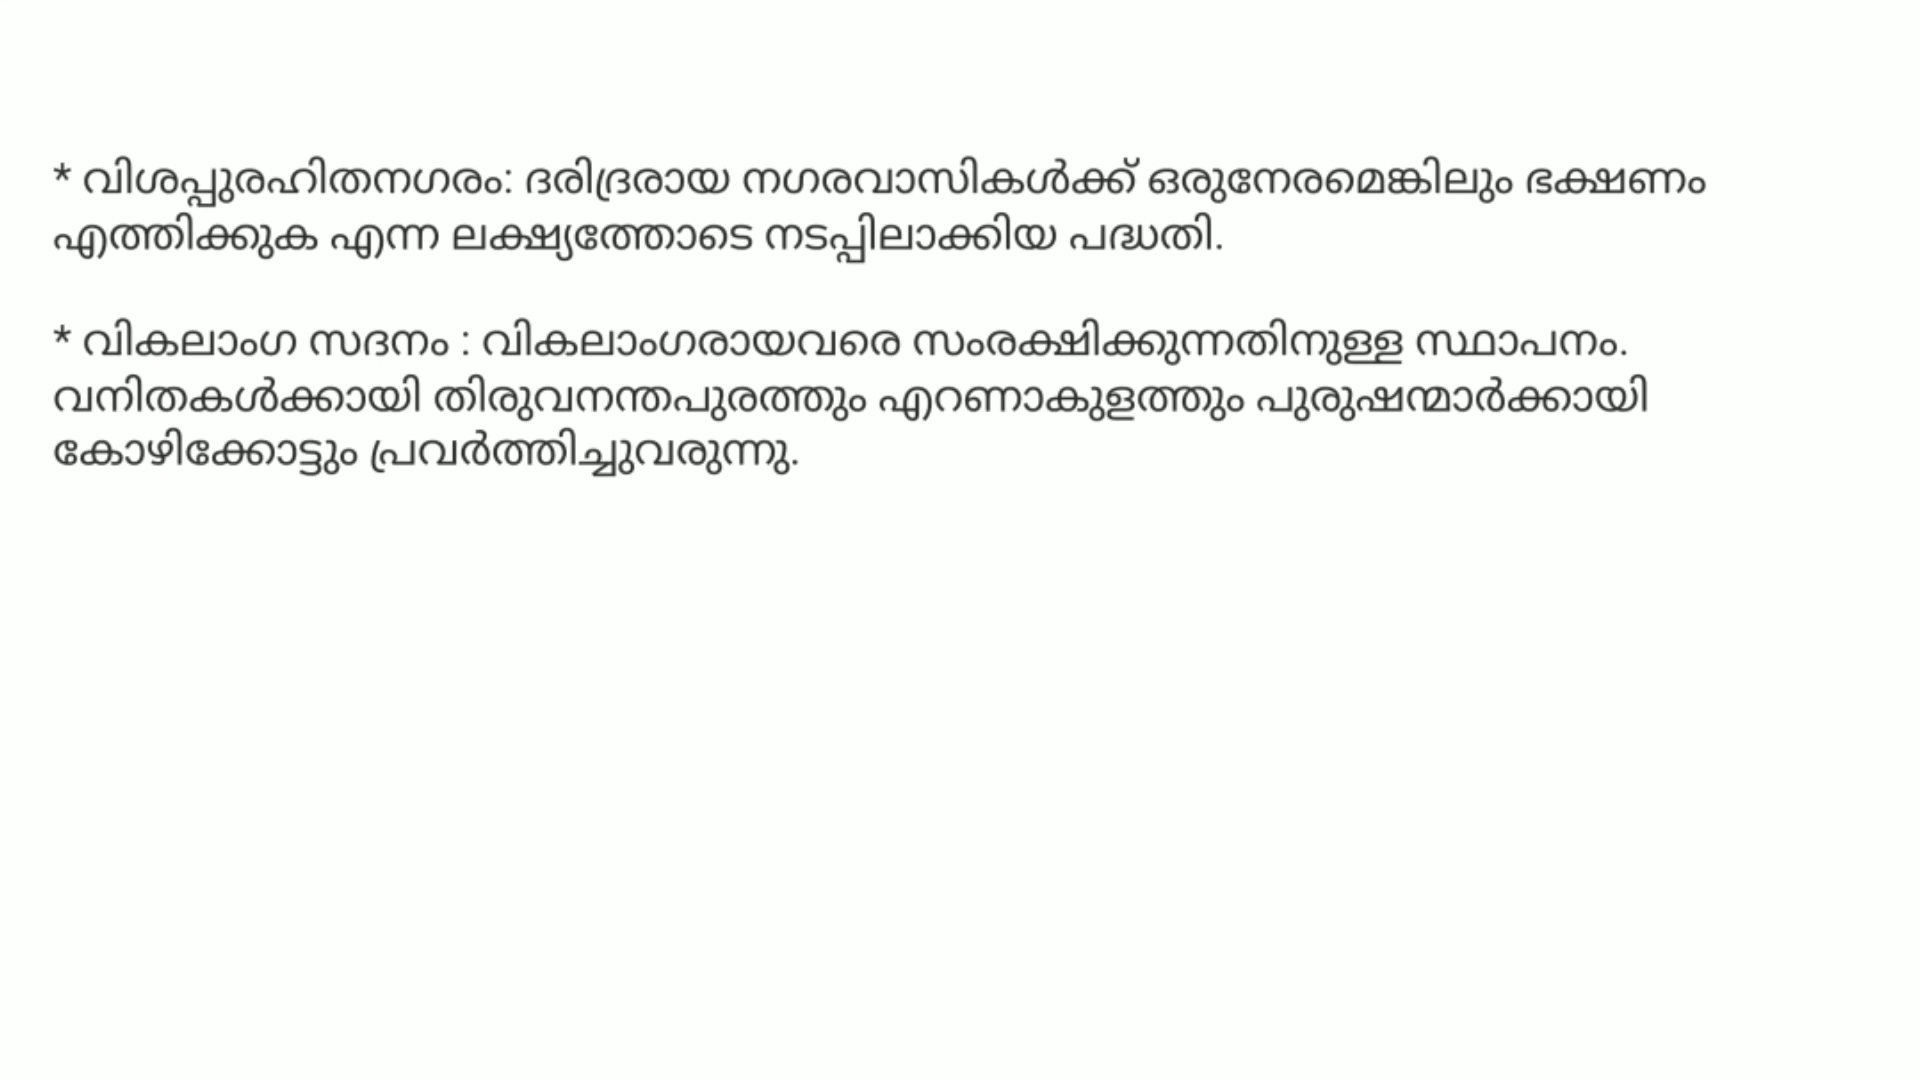 * വിശപ്പുരഹിതനഗരം: ദരിദ്രരായ നഗരവാസികൾക്ക് ഒരുനേരമെങ്കിലും ഭക്ഷണം
എത്തിക്കുക എന്ന ലക്ഷ്യത്തോടെ നടപ്പിലാക്കിയ പദ്ധതി.
* വികലാംഗ സദനം : വികലാംഗരായവരെ സംരക്ഷിക്കുന്നതിനുള്ള സ്ഥാപനം.
വനിതകൾക്കായി തിരുവനന്തപുരത്തും എറണാകുളത്തും പുരുഷന്മാർക്കായി
കോഴിക്കോട്ടും പ്രവർത്തിച്ചുവരുന്നു.